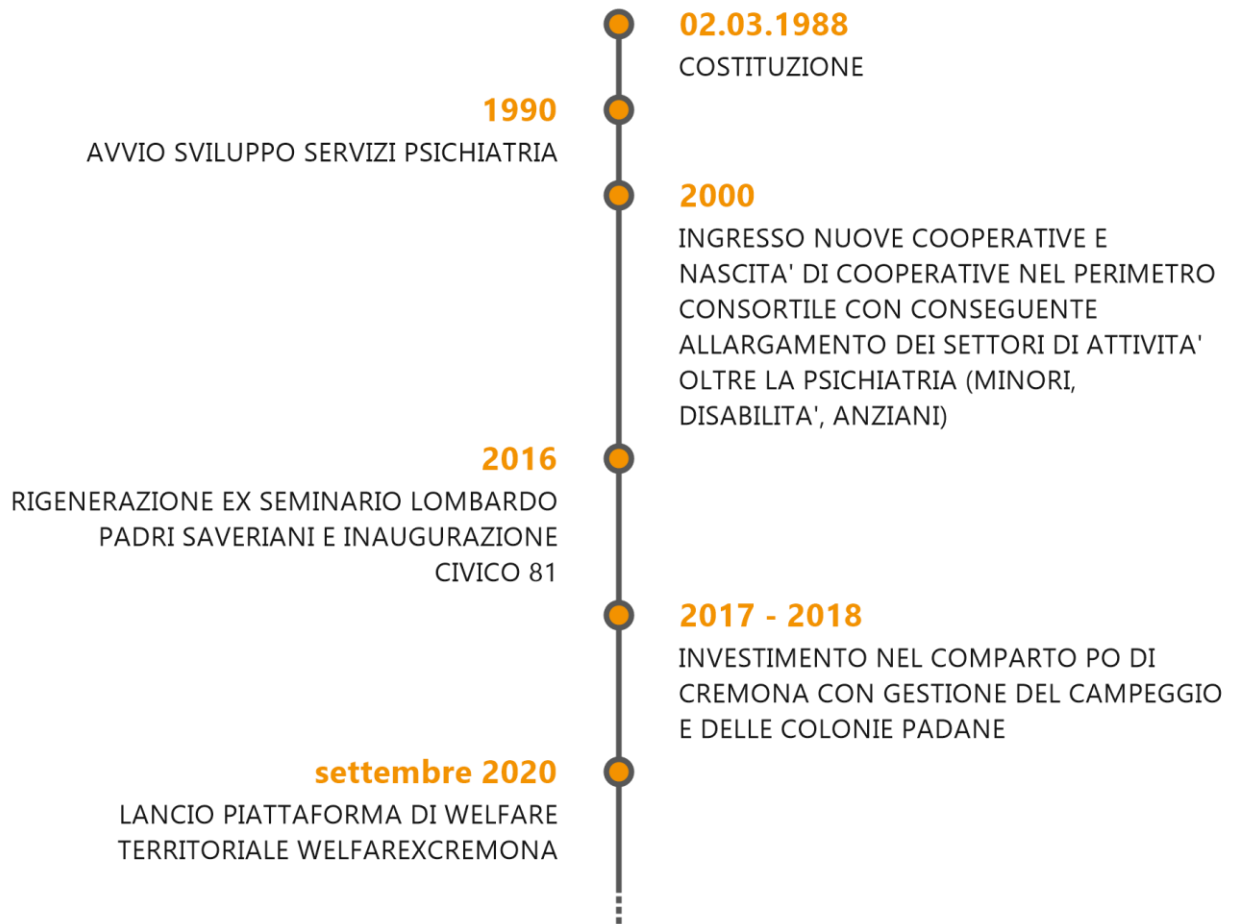 02.03.1988
COSTITUZIONE
1990
AVVIO SVILUPPO SERVIZI PSICHIATRIA
2000
INGRESSO NUOVE COOPERATIVE E
NASCITA' DI COOPERATIVE NEL PERIMETRO
CONSORTILE CON CONSEGUENTE
ALLARGAMENTO DEI SETTORI DI ATTIVITA'
OLTRE LA PSICHIATRIA (MINORI,
DISABILITA', ANZIANI)
2016
RIGENERAZIONE EX SEMINARIO LOMBARDO
PADRI SAVERIANI E INAUGURAZIONE
CIVICO 81
2017 - 2018
INVESTIMENTO NEL COMPARTO PO DI
CREMONA CON GESTIONE DEL CAMPEGGIO
E DELLE COLONIE PADANE
settembre 2020
LANCIO PIATTAFORMA DI WELFARE
TERRITORIALE WELFAREXCREMONA